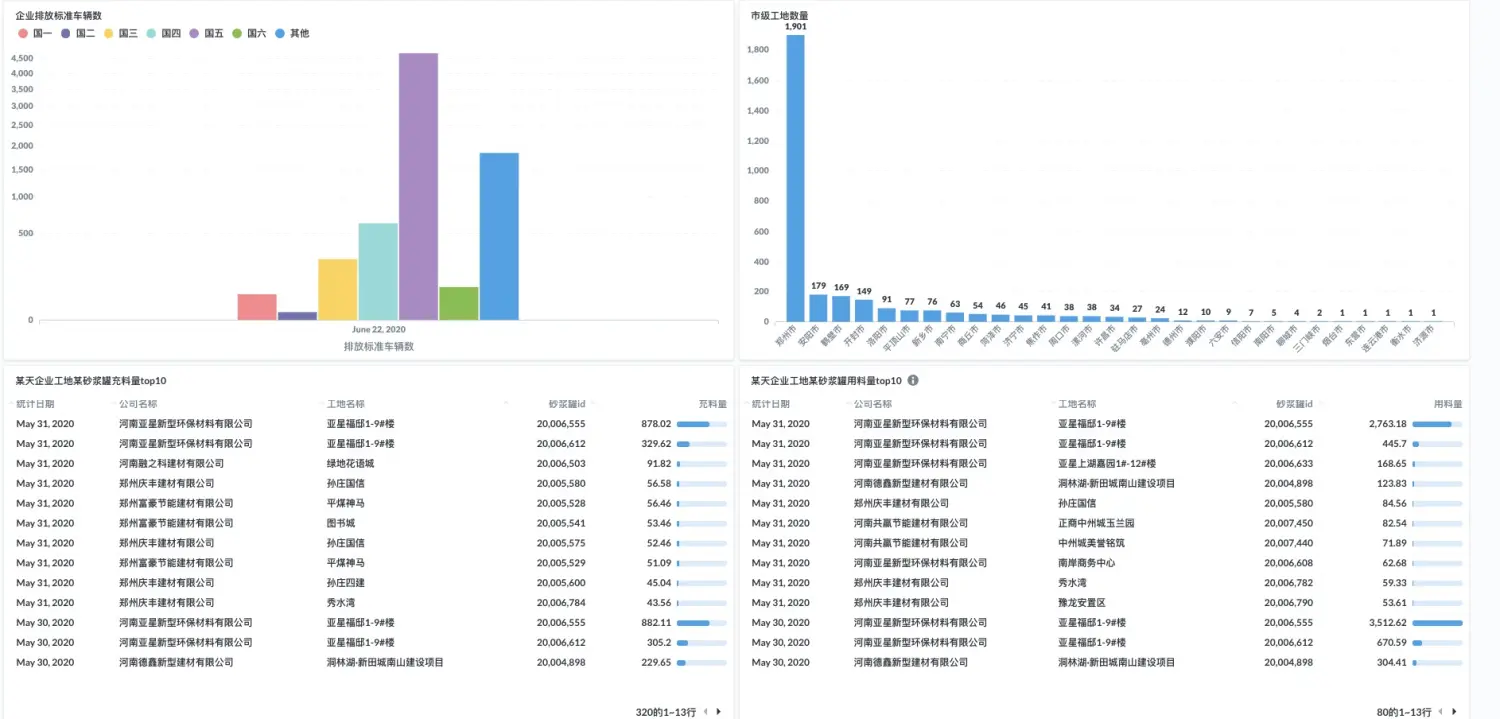 企业排放标准车辆数
国一 国二 国三 国四 国五 国六 其他
4,500
4,000
3,500
3,000
2,500
2,000
1,500
1,000
500
0
June 22, 2020
排放标准车辆数
市级工地数量
1,800
1,600
1,400
1,200
1,000
800
600
400
200
0
1,901 179 169 149 91 77 76 63 54 46 45 41 38 38 34 27 24 12 10 9 7 5 4 2 1 1 1 1 1
郑州市 安阳市 鹤壁市 开封市 洛阳市 平顶山市 新乡市 南宁市 商丘市 菏泽市 济宁市 焦作市 周口市 漯河市 许昌市 驻马店市 亳州市 德州市 濮阳市 六安市 信阳市 南阳市 聊城市 三门峡市 烟台市 东营市 连云港市 衡水市 济源市
某天企业工地某砂浆罐充料量top10
统计日期 公司名称 工地名称 砂浆罐id 充料量
May 31, 2020 河南亚星新型环保材料有限公司 亚星福邸1-9#楼 20,006,555 878.02
May 31, 2020 河南亚星新型环保材料有限公司 亚星福邸1-9#楼 20,006,612 329.62
May 31, 2020 河南融之科建材有限公司 绿地花语城 20,006,503 91.82
May 31, 2020 郑州庆丰建材有限公司 孙庄国信 20,005,580 56.58
May 31, 2020 郑州富豪节能建材有限公司 平煤神马 20,005,528 56.46
May 31, 2020 郑州富豪节能建材有限公司 图书城 20,005,541 53.46
May 31, 2020 郑州庆丰建材有限公司 孙庄国信 20,005,575 52.46
May 31, 2020 郑州富豪节能建材有限公司 平煤神马 20,005,529 51.09
May 31, 2020 郑州庆丰建材有限公司 孙庄四建 20,005,600 45.04
May 31, 2020 郑州庆丰建材有限公司 秀水湾 20,006,784 43.56
May 30, 2020 河南亚星新型环保材料有限公司 亚星福邸1-9#楼 20,006,555 882.11
May 30, 2020 河南亚星新型环保材料有限公司 亚星福邸1-9#楼 20,006,612 305.2
May 30, 2020 河南德鑫新型建材有限公司 洞林湖-新田城南山建设项目 20,004,898 229.65
320的1–13行
某天企业工地某砂浆罐用料量top10
统计日期 公司名称 工地名称 砂浆罐id 用料量
May 31, 2020 河南亚星新型环保材料有限公司 亚星福邸1-9#楼 20,006,555 2,763.18
May 31, 2020 河南亚星新型环保材料有限公司 亚星福邸1-9#楼 20,006,612 445.7
May 31, 2020 河南亚星新型环保材料有限公司 亚星上湖嘉园1#-12#楼 20,006,633 168.65
May 31, 2020 河南德鑫新型建材有限公司 洞林湖-新田城南山建设项目 20,004,898 123.83
May 31, 2020 郑州庆丰建材有限公司 孙庄国信 20,005,580 84.56
May 31, 2020 河南共赢节能建材有限公司 正商中州城玉兰园 20,007,450 82.54
May 31, 2020 河南共赢节能建材有限公司 中州城美誉铭筑 20,007,440 71.89
May 31, 2020 河南亚星新型环保材料有限公司 南岸商务中心 20,006,608 62.68
May 31, 2020 郑州庆丰建材有限公司 秀水湾 20,006,782 59.33
May 31, 2020 郑州庆丰建材有限公司 豫龙安置区 20,006,790 53.61
May 30, 2020 河南亚星新型环保材料有限公司 亚星福邸1-9#楼 20,006,555 3,512.62
May 30, 2020 河南亚星新型环保材料有限公司 亚星福邸1-9#楼 20,006,612 670.59
May 30, 2020 河南德鑫新型建材有限公司 洞林湖-新田城南山建设项目 20,004,898 304.41
80的1–13行